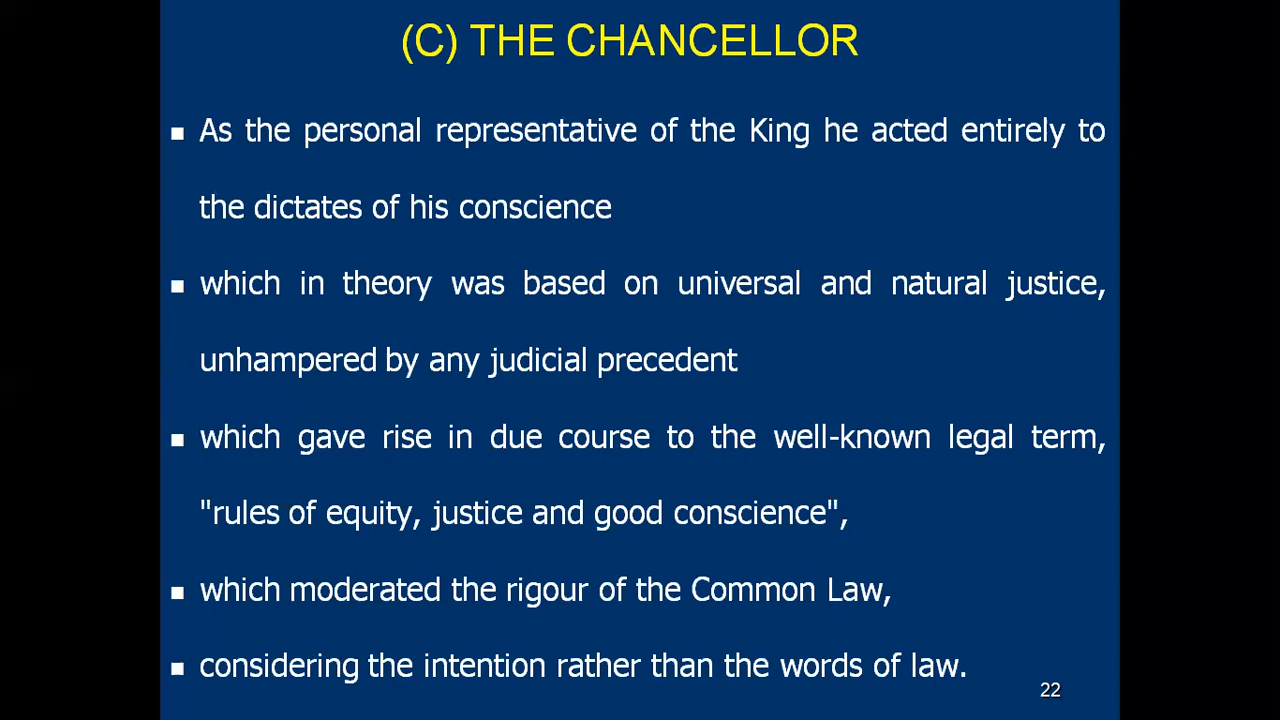 (C) THE CHANCELLOR
▪ As the personal representative of the King he acted entirely to
the dictates of his conscience
▪ which in theory was based on universal and natural justice,
unhampered by any judicial precedent
▪ which gave rise in due course to the well-known legal term,
"rules of equity, justice and good conscience",
▪ which moderated the rigour of the Common Law,
▪ considering the intention rather than the words of law.
22